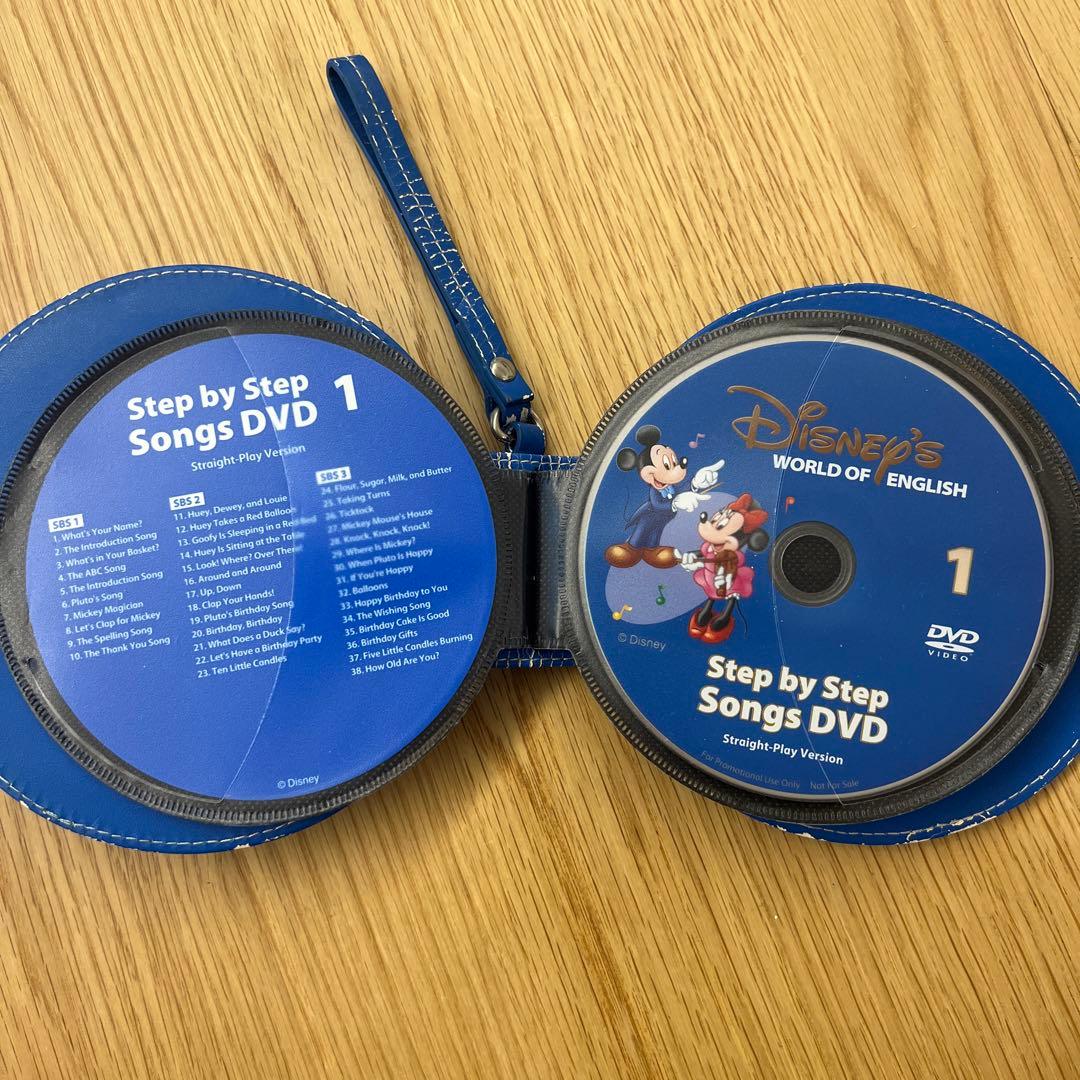 Step by Step
Songs DVD 1
Straight-Play Version
SBS 1
1. What's Your Name?
2. The Introduction Song
3. What's in Your Basket?
4. The ABC Song
5. The Introduction Song
6. Pluto's Song
7. Mickey Magician
8. Let's Clap for Mickey
9. The Spelling Song
10. The Thank You Song
SBS 2
11. Huey, Dewey, and Louie
12. Huey Takes a Red Balloon
13. Goofy Is Sleeping in a Red Bed
14. Huey Is Sitting at the Table
15. Look! Where? Over There!
16. Around and Around
17. Up, Down
18. Clap Your Hands!
19. Pluto's Birthday Song
20. Birthday, Birthday
21. What Does a Duck Say?
22. Let's Have a Birthday Party
23. Ten Little Candles
SBS 3
24. Flour, Sugar, Milk, and Butter
25. Taking Turns
26. Ticktock
27. Mickey Mouse's House
28. Knock, Knock, Knock!
29. Where Is Mickey?
30. When Pluto Is Happy
31. If You're Happy
32. Balloons
33. Happy Birthday to You
34. The Wishing Song
35. Birthday Cake Is Good
36. Birthday Gifts
37. Five Little Candles Burning
38. How Old Are You?
© Disney
DISNEY'S
WORLD OF ENGLISH
1
© Disney
DVD
VIDEO
Step by Step
Songs DVD
Straight-Play Version
For Promotional Use Only Not For Sale